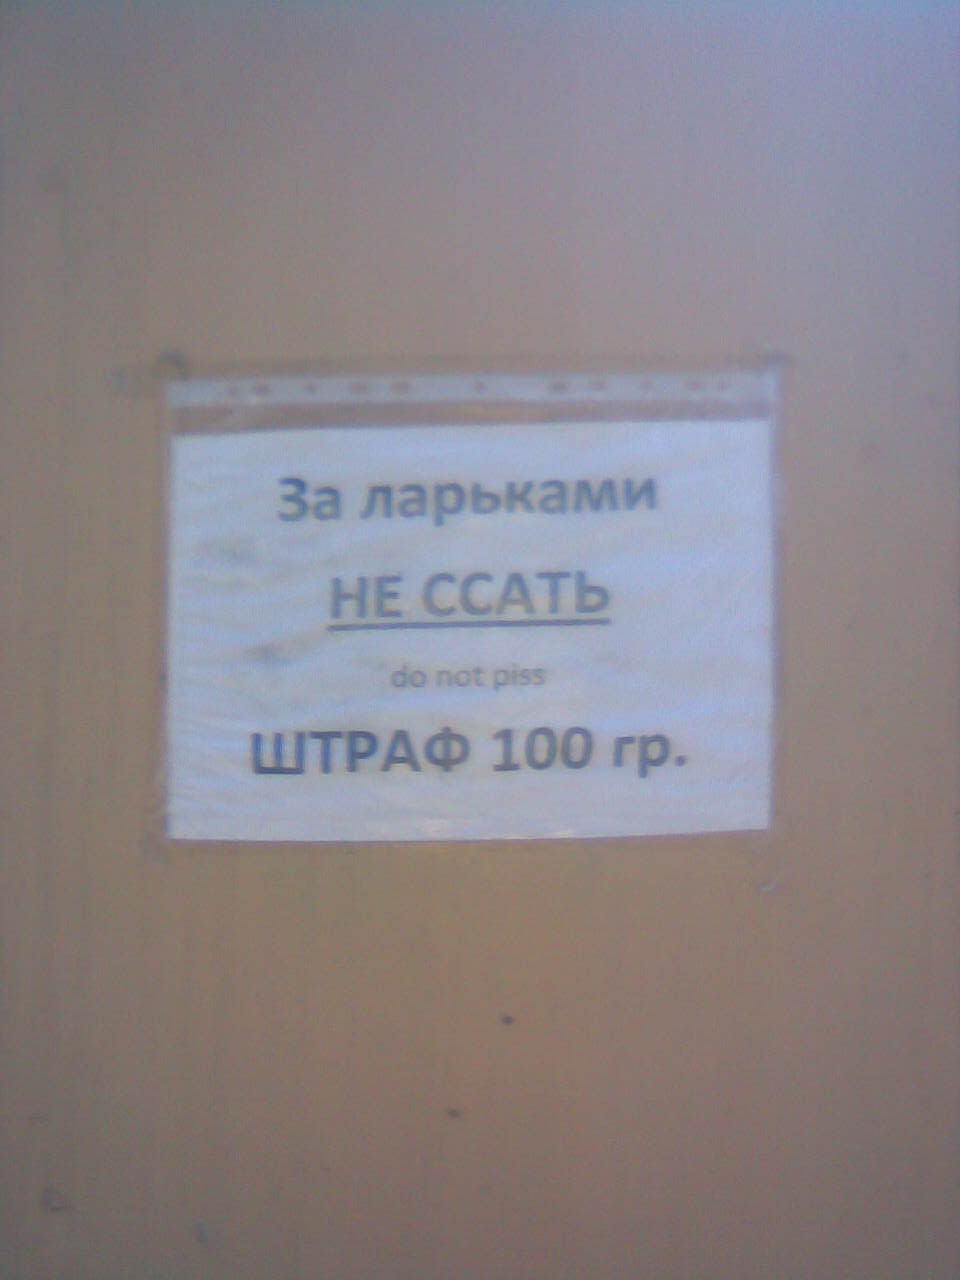 За ларьками
НЕ ССАТЬ
do not piss
ШТРАФ 100 гр.